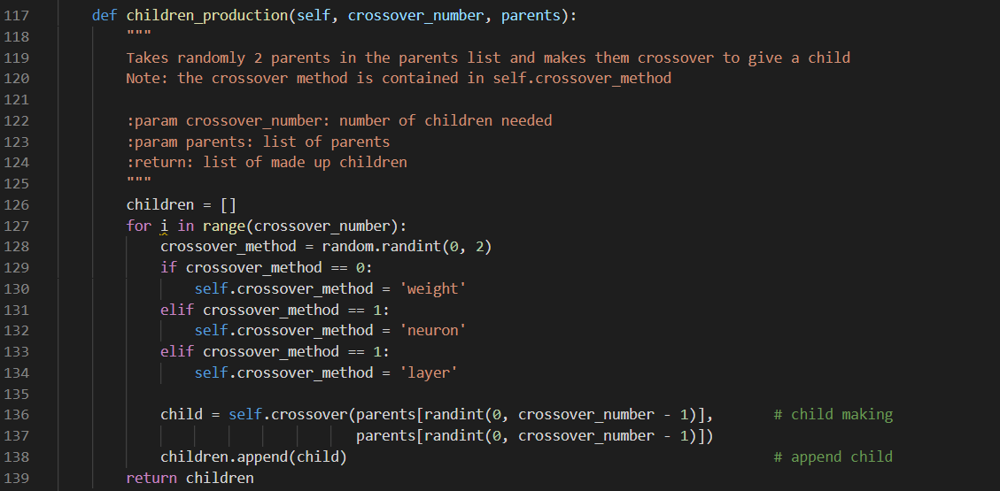 117 def children_production(self, crossover_number, parents):
118 """
119 Takes randomly 2 parents in the parents list and makes them crossover to give a child
120 Note: the crossover method is contained in self.crossover_method
121
122 :param crossover_number: number of children needed
123 :param parents: list of parents
124 :return: list of made up children
125 """
126 children = []
127 for i in range(crossover_number):
128 crossover_method = random.randint(0, 2)
129 if crossover_method == 0:
130 self.crossover_method = 'weight'
131 elif crossover_method == 1:
132 self.crossover_method = 'neuron'
133 elif crossover_method == 1:
134 self.crossover_method = 'layer'
135
136 child = self.crossover(parents[randint(0, crossover_number - 1)], # child making
137 parents[randint(0, crossover_number - 1)])
138 children.append(child) # append child
139 return children